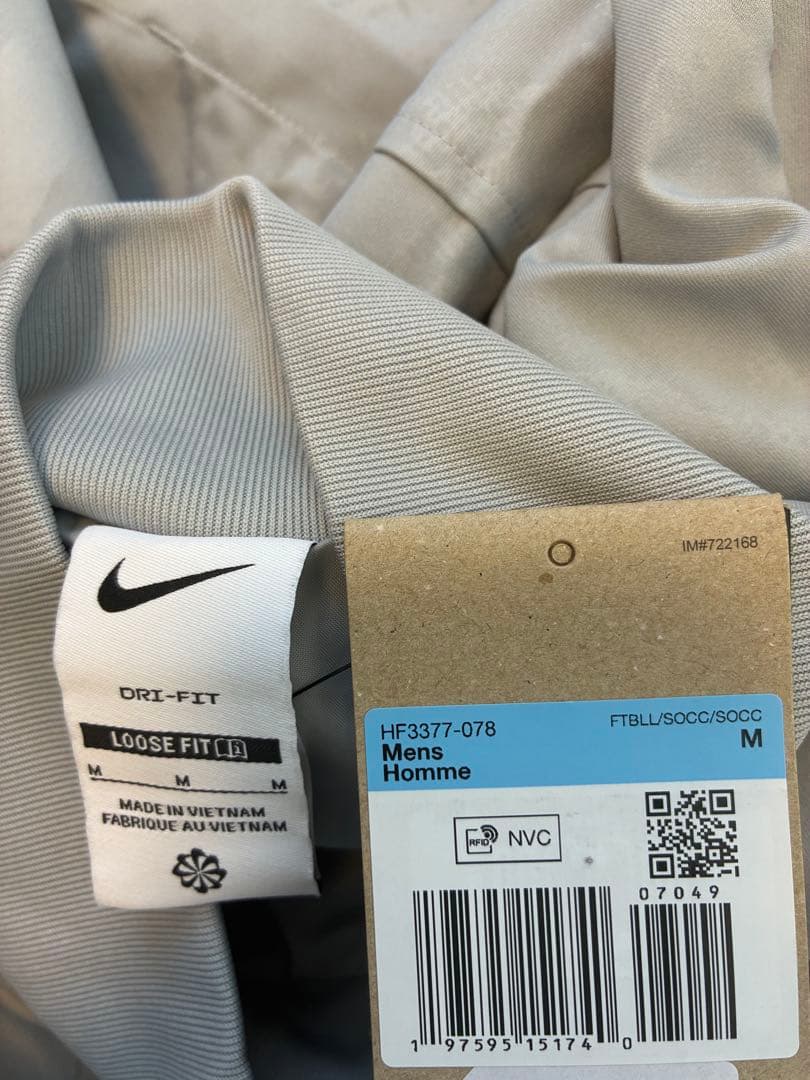 DRI-FIT
LOOSE FIT
M M M
MADE IN VIETNAM
FABRIQUE AU VIETNAM
IM#722168
HF3377-078
FTBLL/SOCC/SOCC
Mens
M
Homme
RFID NVC
07049
1 97595 15174 0